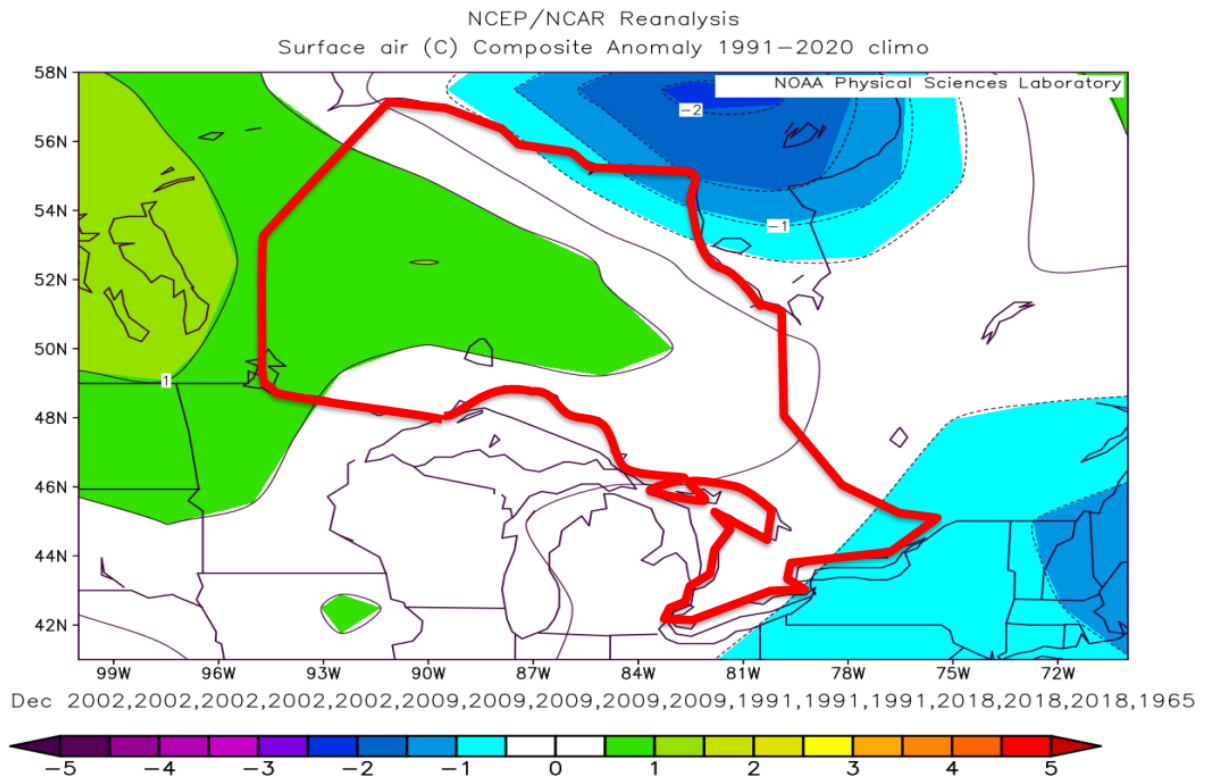 NCEP/NCAR Reanalysis
Surface air (C) Composite Anomaly 1991-2020 climo
58N
NOAA Physical Sciences Laboratory
-2
56N
54N
-1
52N
50N
1
48N
46N
44N
42N
99W 96W 93W 90W 87W 84W 81W 78W 75W 72W
Dec 2002,2002,2002,2002,2009,2009,2009,2009,1991,1991,1991,2018,2018,2018,1965
-5 -4 -3 -2 -1 0 1 2 3 4 5